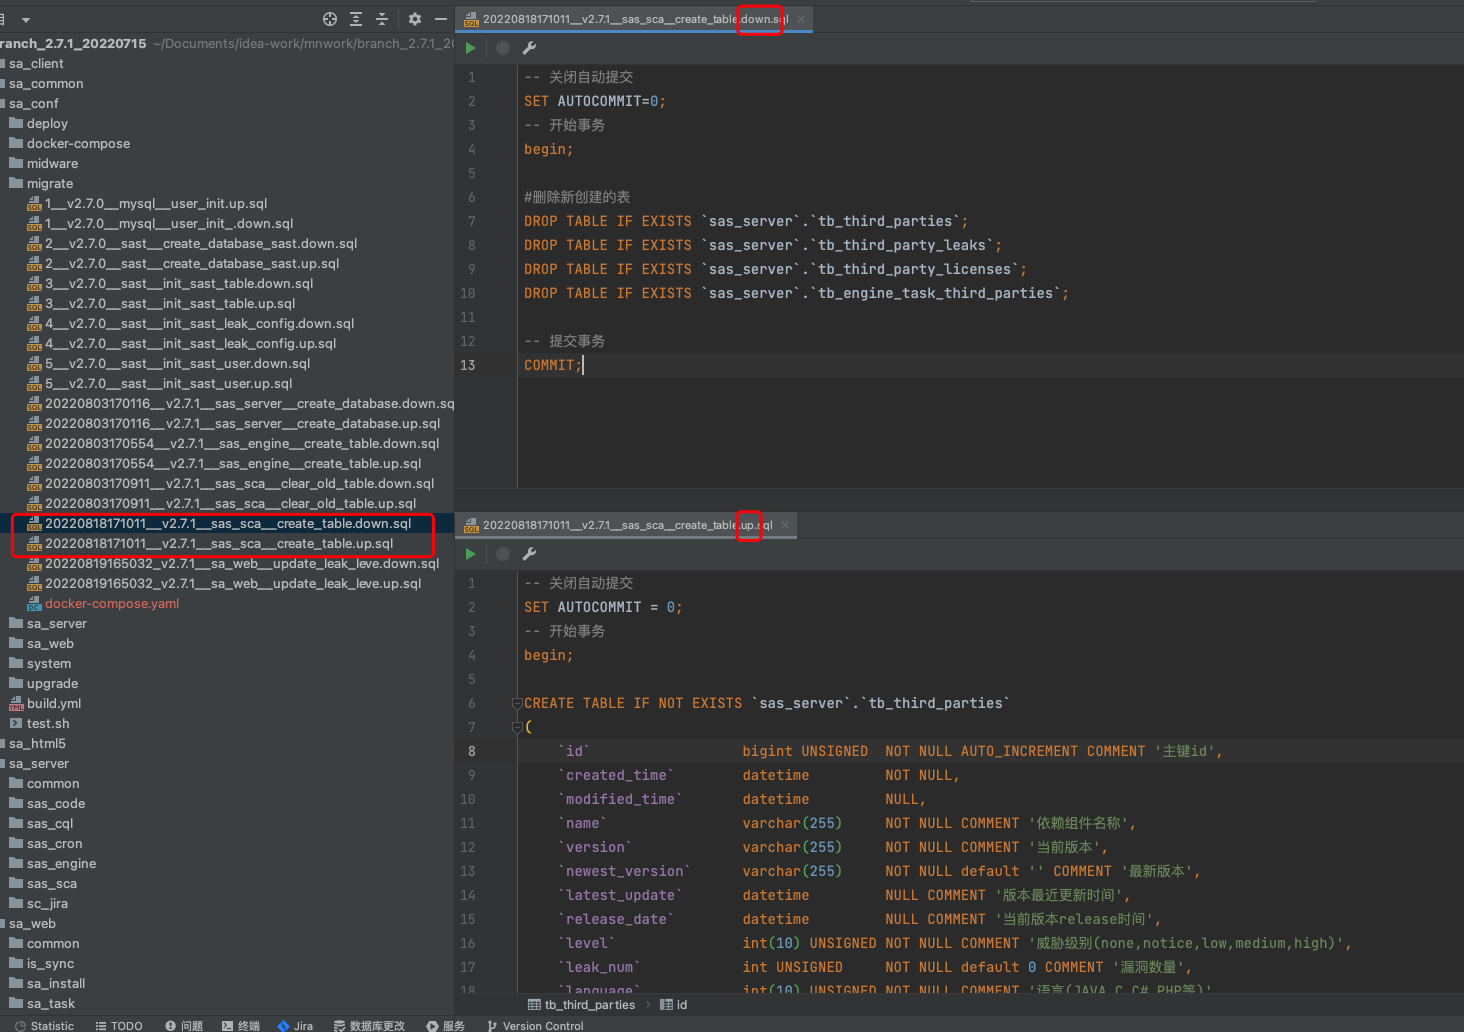 ranch_2.7.1_20220715 ~/Documents/idea-work/mnwork/branch_2.7.1_20
sa_client
sa_common
sa_conf
deploy
docker-compose
midware
migrate
1__v2.7.0__mysql__user_init.up.sql
1__v2.7.0__mysql__user_init_.down.sql
2__v2.7.0__sast__create_database_sast.down.sql
2__v2.7.0__sast__create_database_sast.up.sql
3__v2.7.0__sast__init_sast_table.down.sql
3__v2.7.0__sast__init_sast_table.up.sql
4__v2.7.0__sast__init_sast_leak_config.down.sql
4__v2.7.0__sast__init_sast_leak_config.up.sql
5__v2.7.0__sast__init_sast_user.down.sql
5__v2.7.0__sast__init_sast_user.up.sql
20220803170116__v2.7.1__sas_server__create_database.down.sq
20220803170116__v2.7.1__sas_server__create_database.up.sql
20220803170554__v2.7.1__sas_engine__create_table.down.sql
20220803170554__v2.7.1__sas_engine__create_table.up.sql
20220803170911__v2.7.1__sas_sca__clear_old_table.down.sql
20220803170911__v2.7.1__sas_sca__clear_old_table.up.sql
20220818171011__v2.7.1__sas_sca__create_table.down.sql
20220818171011__v2.7.1__sas_sca__create_table.up.sql
20220819165032_v2.7.1__sa_web__update_leak_leve.down.sql
20220819165032_v2.7.1__sa_web__update_leak_leve.up.sql
docker-compose.yaml
sa_server
sa_web
system
upgrade
build.yml
test.sh
sa_html5
sa_server
common
sas_code
sas_cql
sas_cron
sas_engine
sas_sca
sc_jira
sa_web
common
is_sync
sa_install
sa_task
20220818171011__v2.7.1__sas_sca__create_table.down.sql
1 -- 关闭自动提交
2 SET AUTOCOMMIT=0;
3 -- 开始事务
4 begin;
5
6 #删除新创建的表
7 DROP TABLE IF EXISTS `sas_server`.`tb_third_parties`;
8 DROP TABLE IF EXISTS `sas_server`.`tb_third_party_leaks`;
9 DROP TABLE IF EXISTS `sas_server`.`tb_third_party_licenses`;
10 DROP TABLE IF EXISTS `sas_server`.`tb_engine_task_third_parties`;
11
12 -- 提交事务
13 COMMIT;
20220818171011__v2.7.1__sas_sca__create_table.up.sql
1 -- 关闭自动提交
2 SET AUTOCOMMIT = 0;
3 -- 开始事务
4 begin;
5
6 CREATE TABLE IF NOT EXISTS `sas_server`.`tb_third_parties`
7 (
8 `id` bigint UNSIGNED NOT NULL AUTO_INCREMENT COMMENT '主键id',
9 `created_time` datetime NOT NULL,
10 `modified_time` datetime NULL,
11 `name` varchar(255) NOT NULL COMMENT '依赖组件名称',
12 `version` varchar(255) NOT NULL COMMENT '当前版本',
13 `newest_version` varchar(255) NOT NULL default '' COMMENT '最新版本',
14 `latest_update` datetime NULL COMMENT '版本最近更新时间',
15 `release_date` datetime NULL COMMENT '当前版本release时间',
16 `level` int(10) UNSIGNED NOT NULL COMMENT '威胁级别(none,notice,low,medium,high)',
17 `leak_num` int UNSIGNED NOT NULL default 0 COMMENT '漏洞数量',
18 `language` int(10) UNSIGNED NOT NULL COMMENT '语言(JAVA,C,C#,PHP等)'
tb_third_parties id
Statistic TODO 问题 终端 Jira 数据库更改 服务 Version Control